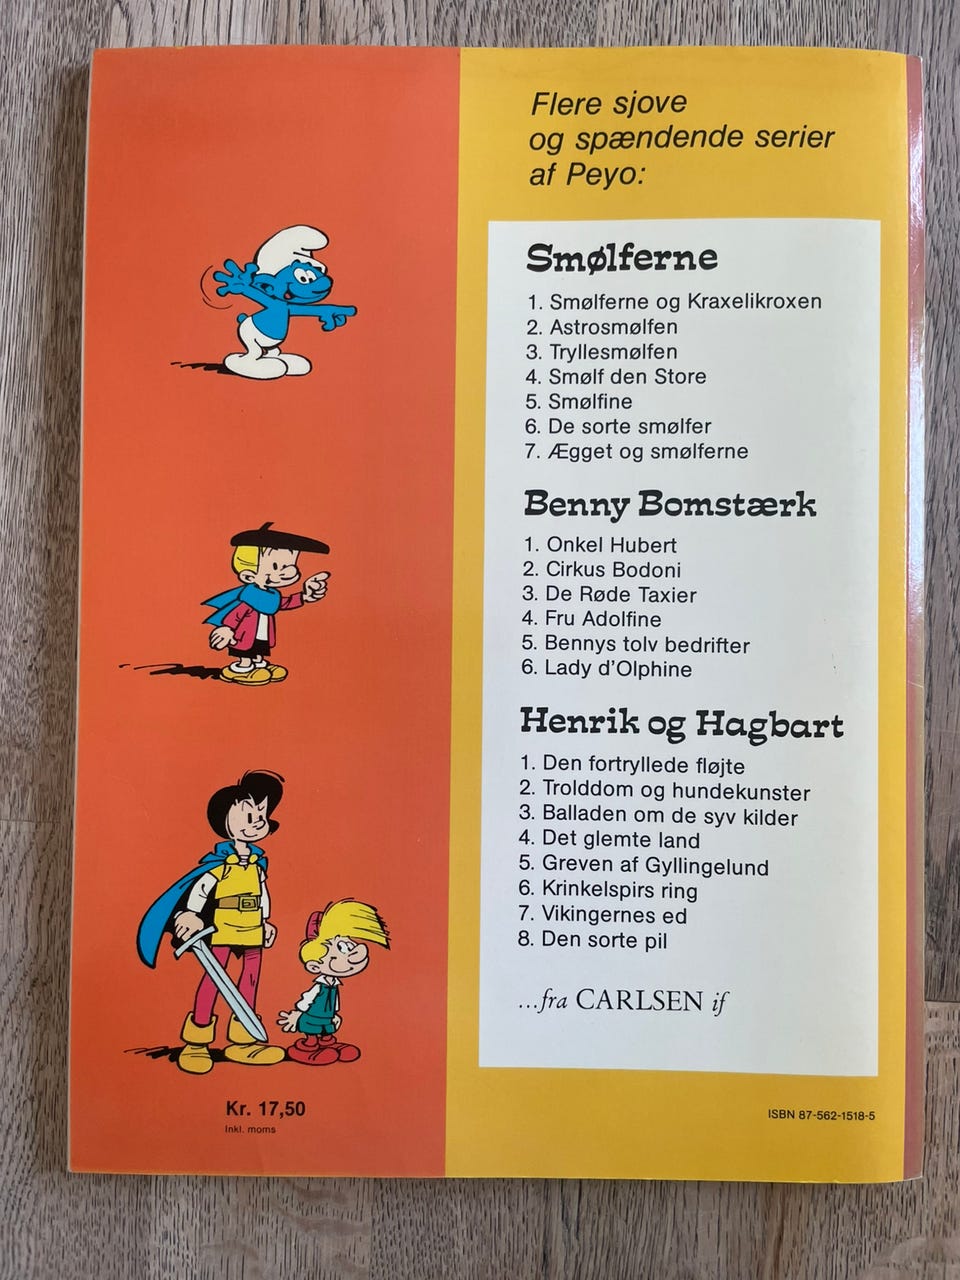 Flere sjove
og spændende serier
af Peyo:
Smølferne
1. Smølferne og Kraxelikroxen
2. Astrosmølfen
3. Tryllesmølfen
4. Smølf den Store
5. Smølfine
6. De sorte smølfer
7. Ægget og smølferne
Benny Bomstærk
1. Onkel Hubert
2. Cirkus Bodoni
3. De Røde Taxier
4. Fru Adolfine
5. Bennys tolv bedrifter
6. Lady d'Olphine
Henrik og Hagbart
1. Den fortryllede fløjte
2. Trolddom og hundekunster
3. Balladen om de syv kilder
4. Det glemte land
5. Greven af Gyllingelund
6. Krinkelspirs ring
7. Vikingernes ed
8. Den sorte pil
...fra CARLSEN if
Kr. 17,50
Inkl. moms
ISBN 87-562-1518-5